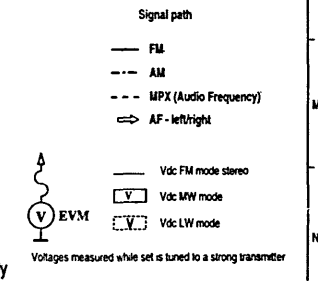 Signal path
FM
AM
MPX (Audio Frequency)
AF - left/right
Vdc FM mode stereo
V Vdc MW mode
V EVM
V Vdc LW mode
Voltages measured while set is tuned to a strong transmitter
M
N
y